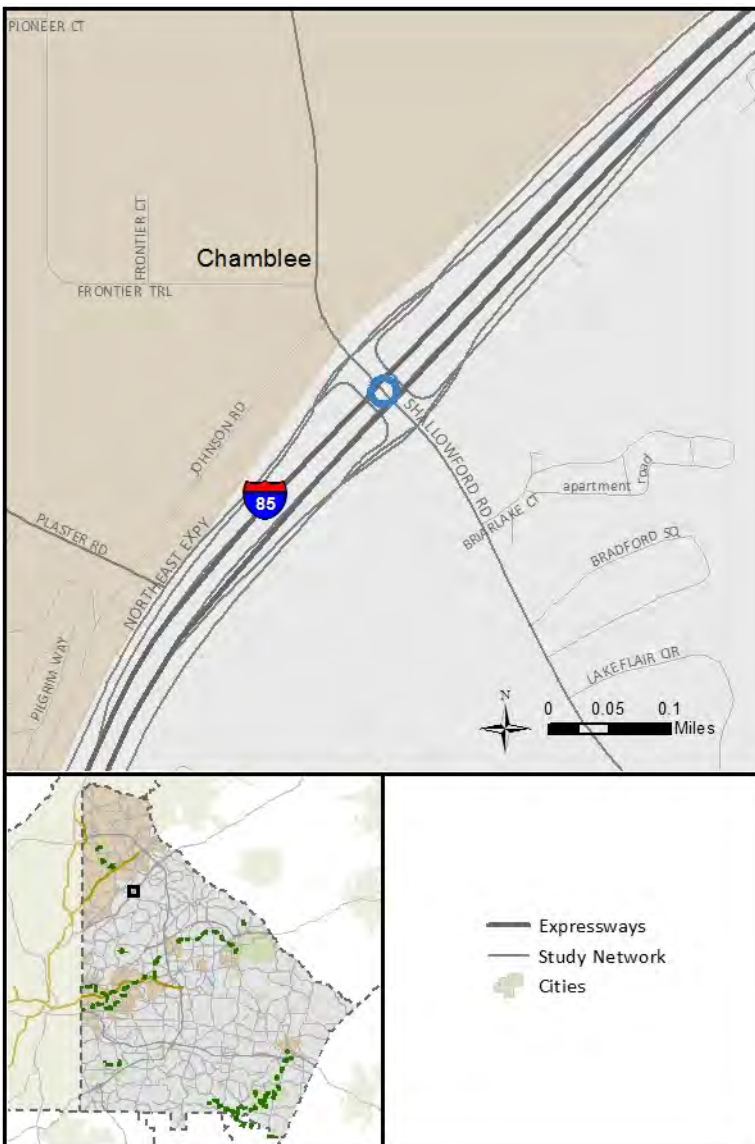 PIONEER CT
FRONTIER CT
Chamblee
FRONTIER TRL
JOHNSON RD
SHALLOWFORD RD
85
apartment road
BRIARLAKE CT
PLASTER RD
NORTHEAST EXPY
BRADFORD SQ
LAKEFLAIR CIR
PILGRIM WAY
N
0 0.05 0.1
Miles
Expressways
Study Network
Cities